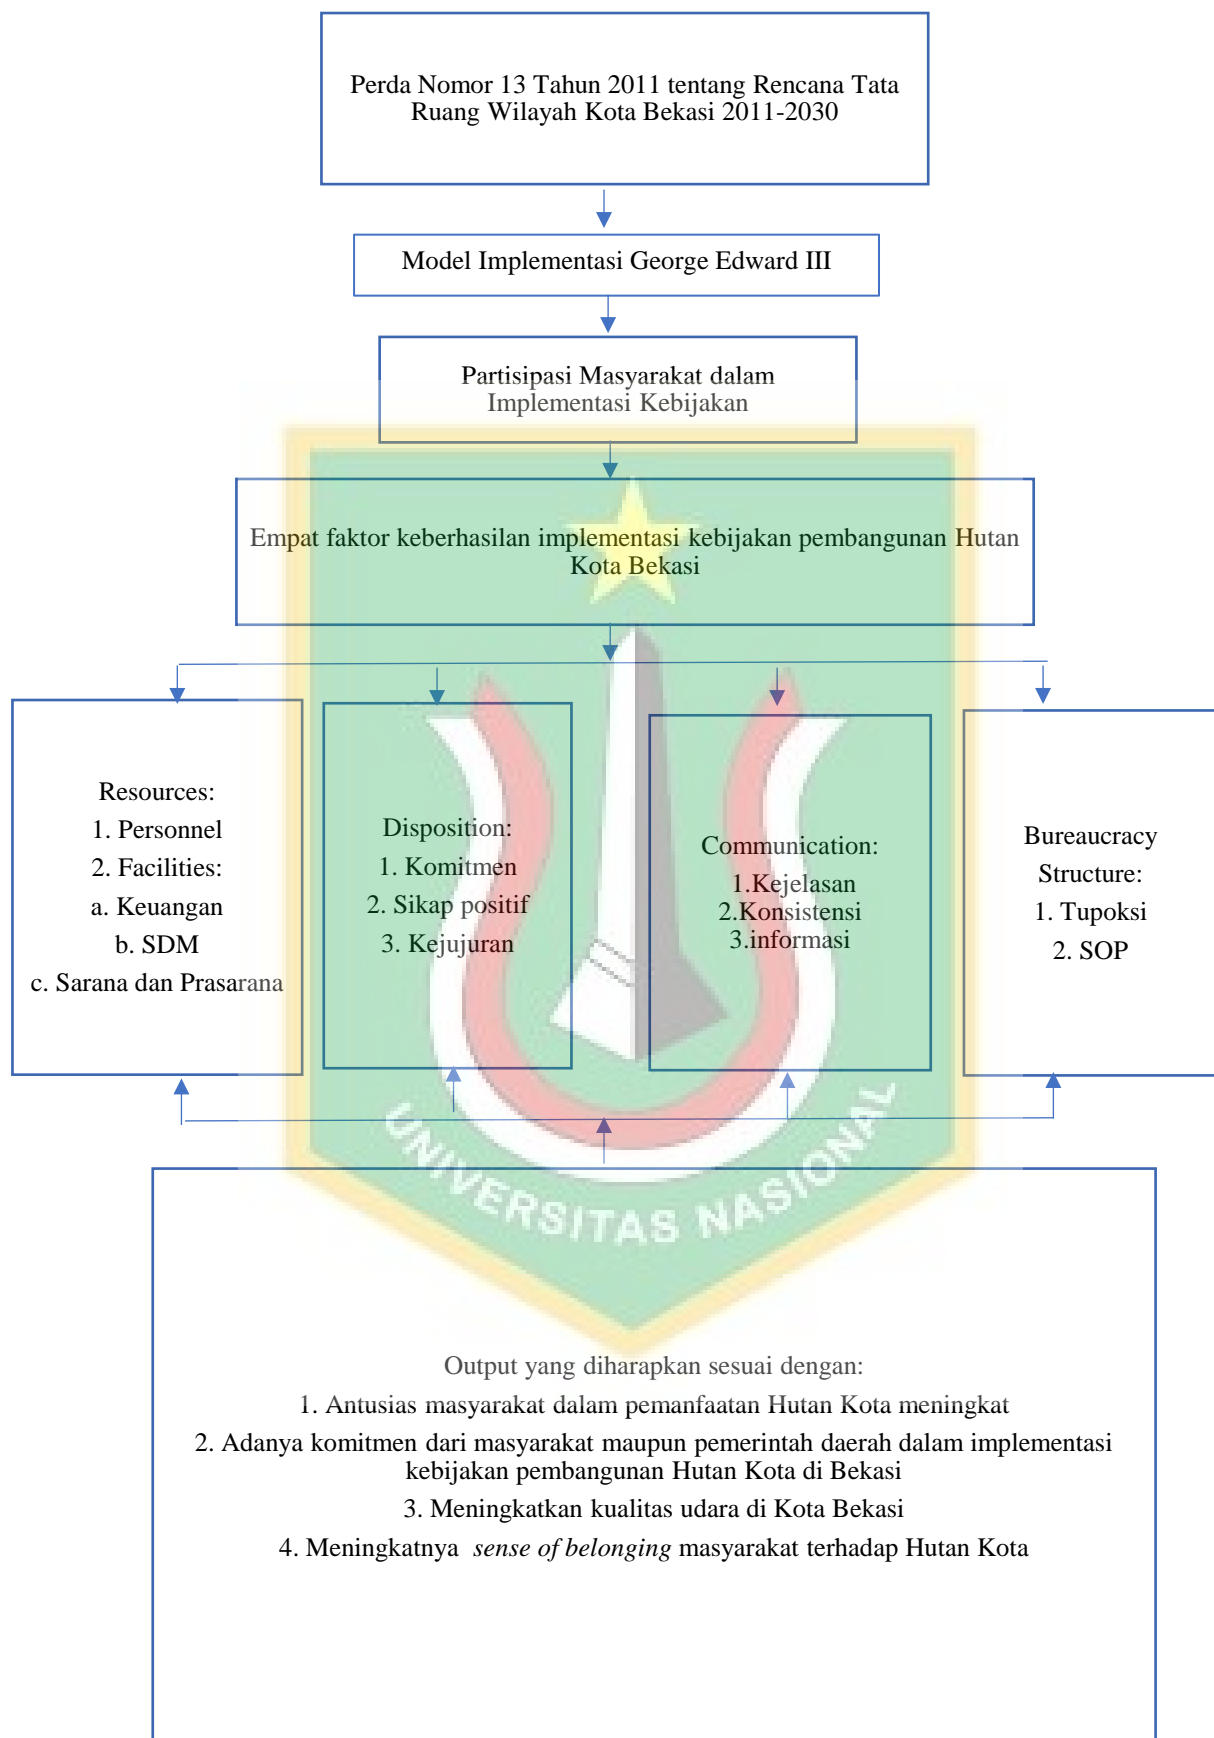 Perda Nomor 13 Tahun 2011 tentang Rencana Tata
Ruang Wilayah Kota Bekasi 2011-2030
Model Implementasi George Edward III
Partisipasi Masyarakat dalam
Implementasi Kebijakan
Empat faktor keberhasilan implementasi kebijakan pembangunan Hutan
Kota Bekasi
Resources:
1. Personnel
2. Facilities:
a. Keuangan
b. SDM
c. Sarana dan Prasarana
Disposition:
1. Komitmen
2. Sikap positif
3. Kejujuran
Communication:
1.Kejelasan
2.Konsistensi
3.informasi
Bureaucracy
Structure:
1. Tupoksi
2. SOP
UNIVERSITAS NASIONAL
Output yang diharapkan sesuai dengan:
1. Antusias masyarakat dalam pemanfaatan Hutan Kota meningkat
2. Adanya komitmen dari masyarakat maupun pemerintah daerah dalam implementasi
kebijakan pembangunan Hutan Kota di Bekasi
3. Meningkatkan kualitas udara di Kota Bekasi
4. Meningkatnya sense of belonging masyarakat terhadap Hutan Kota